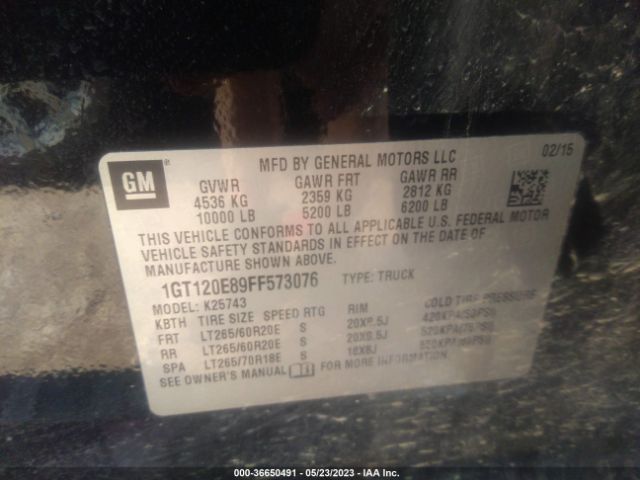 GM
MFD BY GENERAL MOTORS LLC 02/15
GVWR GAWR FRT GAWR RR
4536 KG 2359 KG 2812 KG
10000 LB 5200 LB 6200 LB
THIS VEHICLE CONFORMS TO ALL APPLICABLE U.S. FEDERAL MOTOR
VEHICLE SAFETY STANDARDS IN EFFECT ON THE DATE OF
MANUFACTURE SHOWN ABOVE.
1GT120E89FF573076 TYPE: TRUCK
MODEL: K25743
KBTH TIRE SIZE SPEED RTG RIM COLD TIRE PRESSURE
FRT LT265/60R20E S 20X8.5J
RR LT265/60R20E S 20X8.5J
SPA LT265/70R18E S 18X8J
SEE OWNER'S MANUAL FOR MORE INFORMATION.
000-36650491 - 05/23/2023 - IAA Inc.